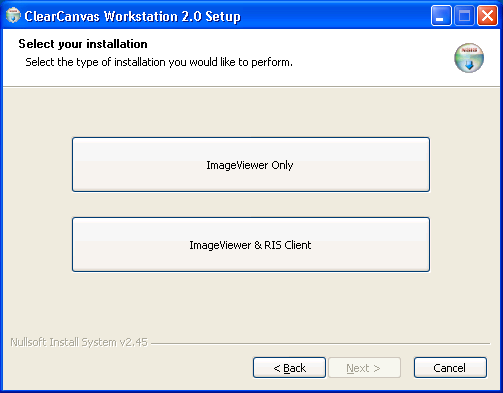 ClearCanvas Workstation 2.0 Setup
Select your installation
Select the type of installation you would like to perform.
ImageViewer Only
ImageViewer & RIS Client
Nullsoft Install System v2.45
< Back
Next >
Cancel